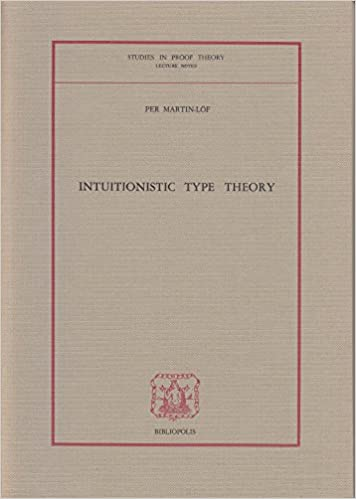 STUDIES IN PROOF THEORY
LECTURE NOTES
PER MARTIN-LÖF
INTUITIONISTIC TYPE THEORY
BIBLIOPOLIS